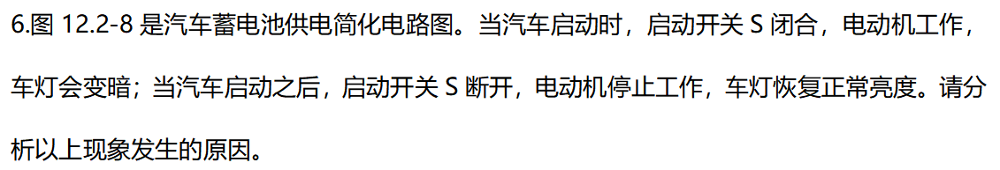 6.图 12.2-8 是汽车蓄电池供电简化电路图。当汽车启动时，启动开关 S 闭合，电动机工作，
车灯会变暗；当汽车启动之后，启动开关 S 断开，电动机停止工作，车灯恢复正常亮度。请分
析以上现象发生的原因。